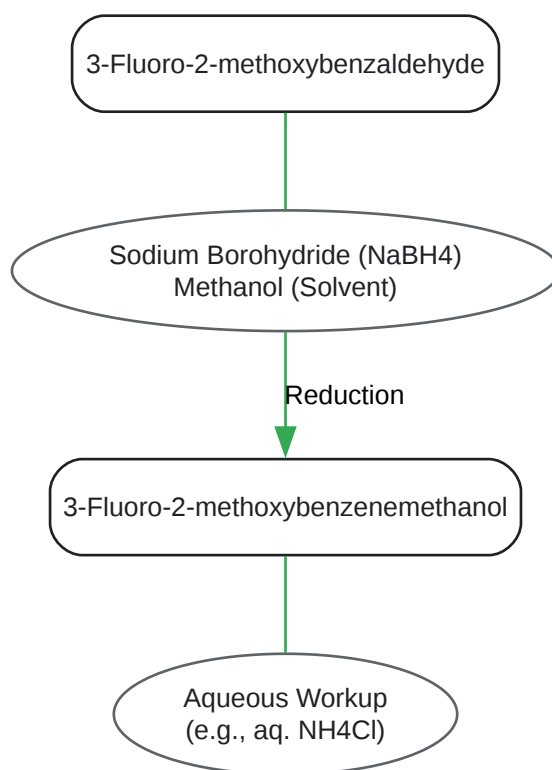 3-Fluoro-2-methoxybenzaldehyde
Sodium Borohydride (NaBH4)
Methanol (Solvent)
Reduction
3-Fluoro-2-methoxybenzenemethanol
Aqueous Workup
(e.g., aq. NH4Cl)